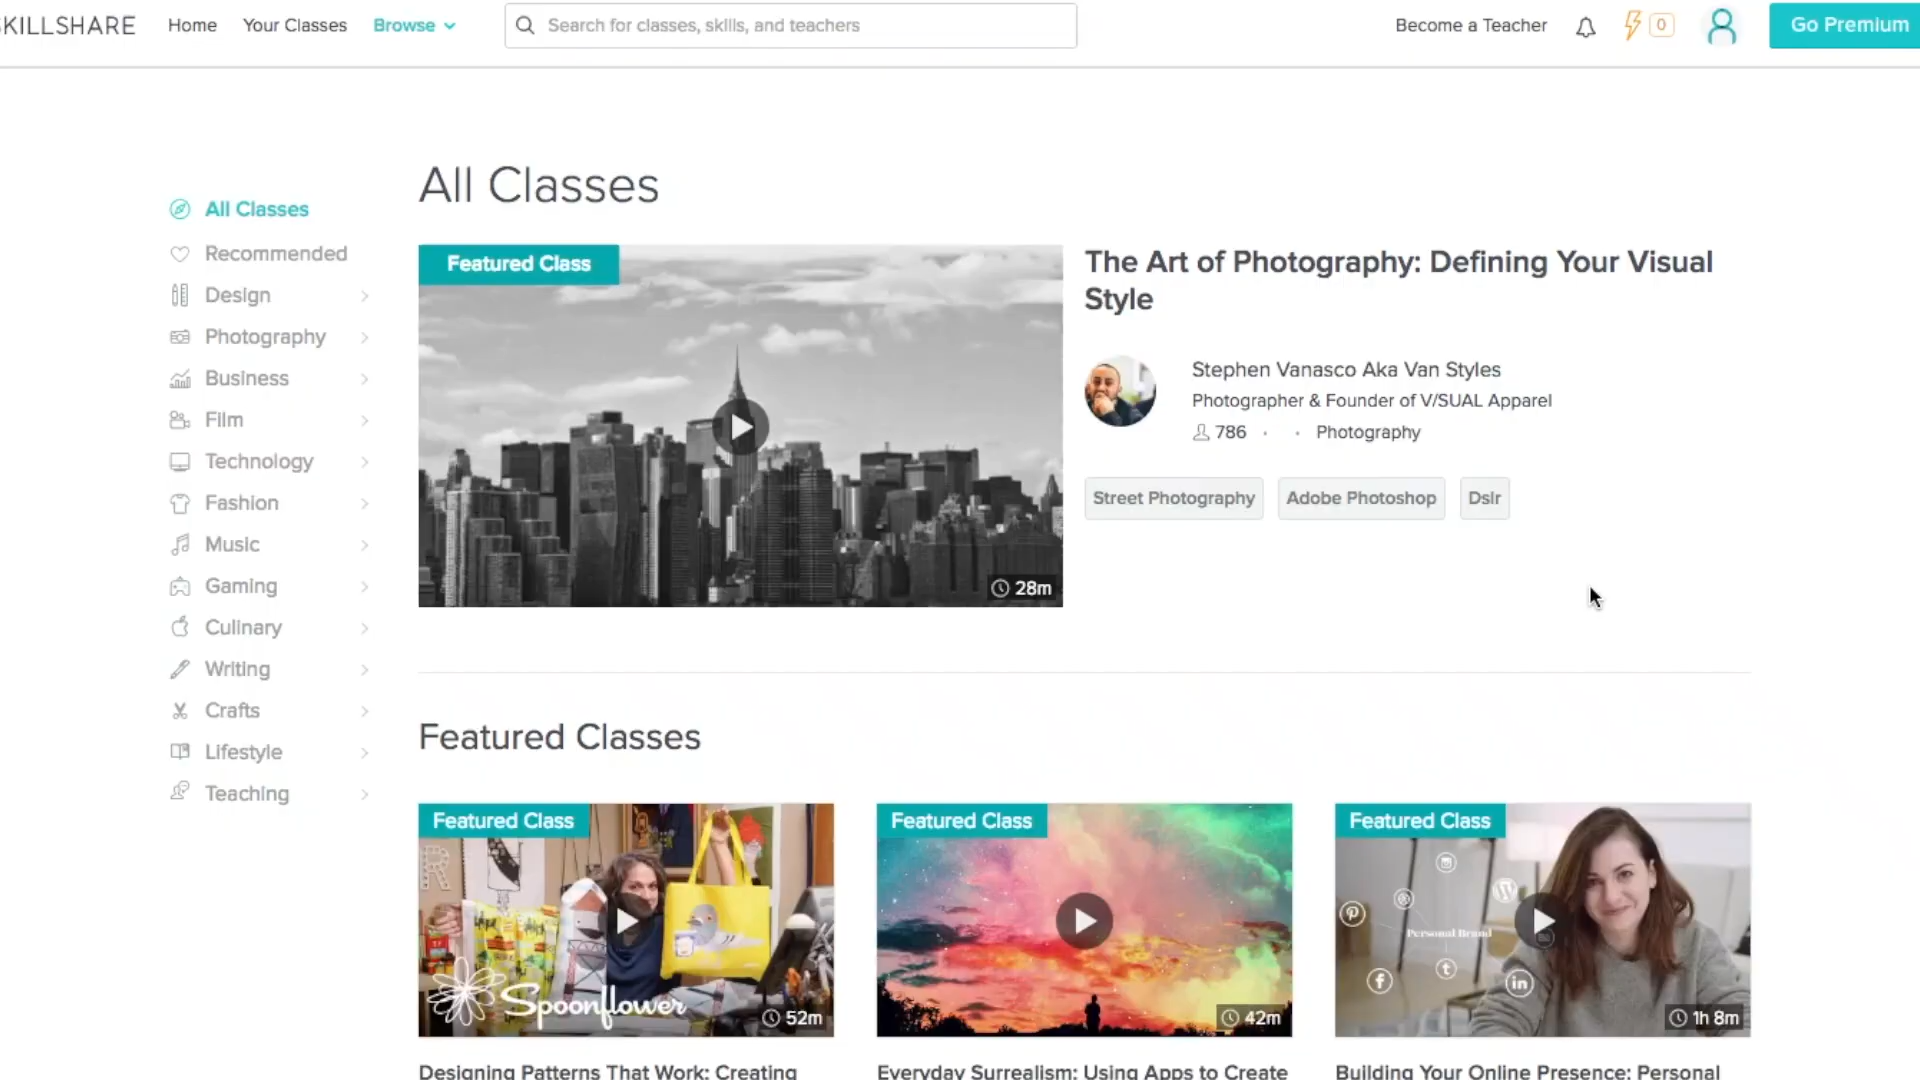 SKILLSHARE
Home
Your Classes
Browse
Search for classes, skills, and teachers
Become a Teacher
0
Go Premium
All Classes
Recommended
Design
Photography
Business
Film
Technology
Fashion
Music
Gaming
Culinary
Writing
Crafts
Lifestyle
Teaching
All Classes
Featured Class
28m
The Art of Photography: Defining Your Visual
Style
Stephen Vanasco Aka Van Styles
Photographer & Founder of V/SUAL Apparel
786 · · Photography
Street Photography
Adobe Photoshop
Dslr
Featured Classes
Featured Class
R
Spoonflower
52m
Designing Patterns That Work: Creating
Featured Class
42m
Everyday Surrealism: Using Apps to Create
Featured Class
Personal Brand
1h 8m
Building Your Online Presence: Personal